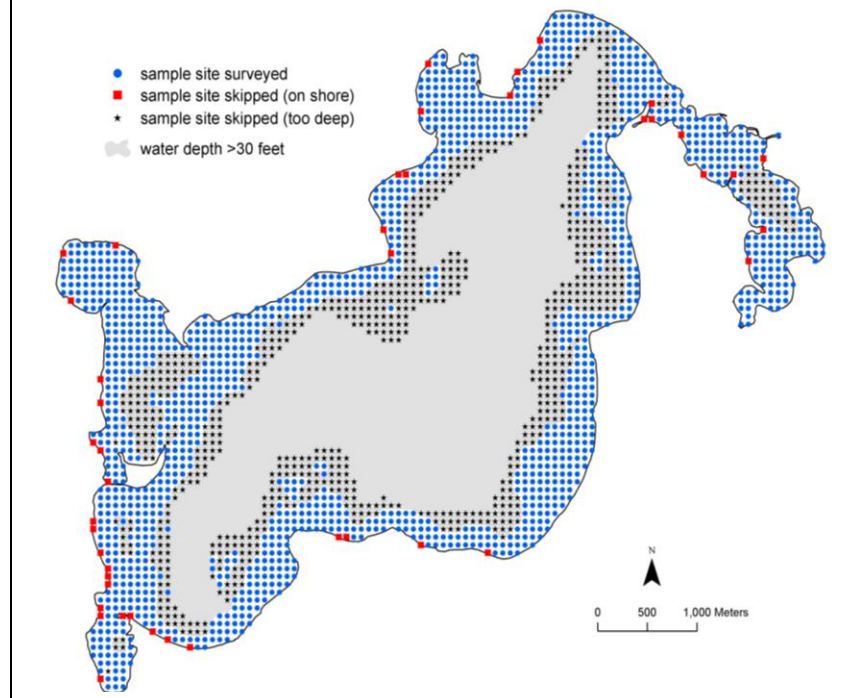 sample site surveyed
sample site skipped (on shore)
sample site skipped (too deep)
water depth >30 feet
N
0 500 1,000 Meters